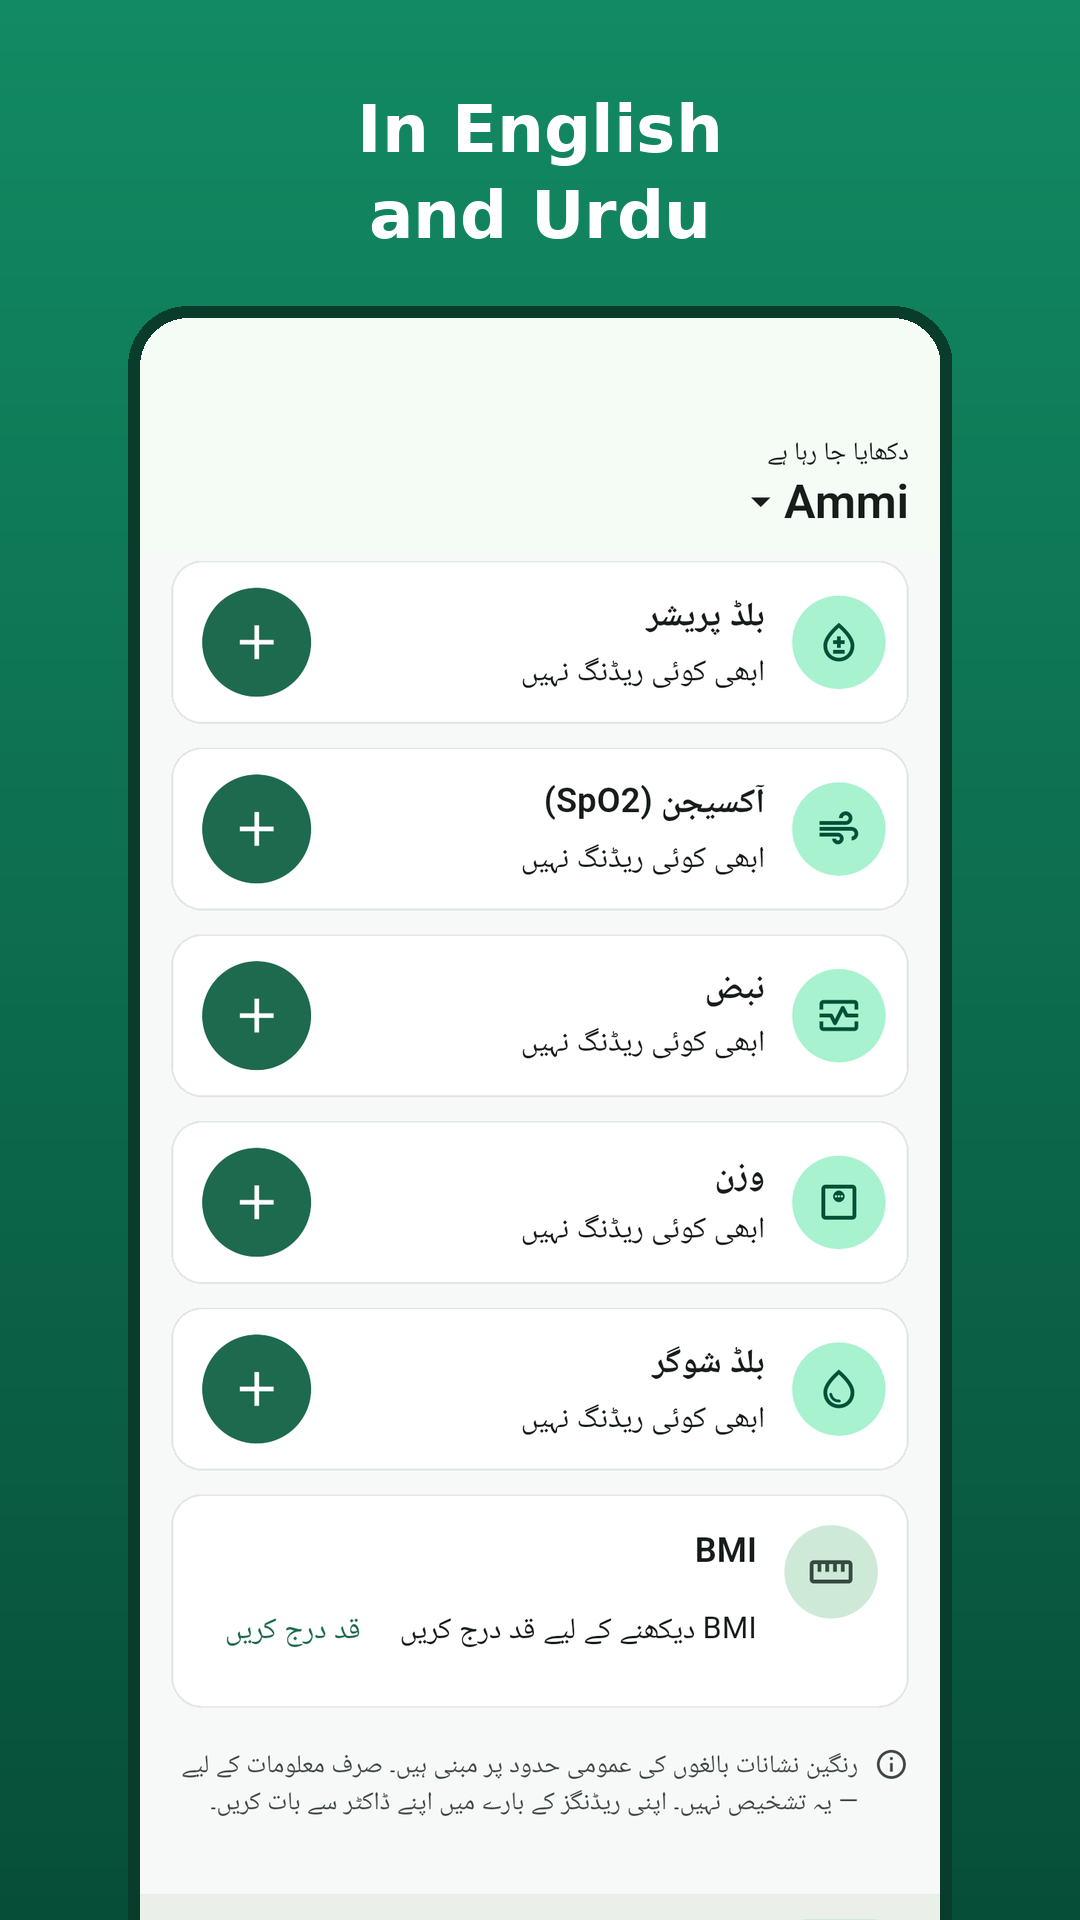 In English
and Urdu
دکھایا جا رہا ہے
Ammi
بلڈ پریشر
ابھی کوئی ریڈنگ نہیں
آکسیجن (SpO2)
ابھی کوئی ریڈنگ نہیں
نبض
ابھی کوئی ریڈنگ نہیں
وزن
ابھی کوئی ریڈنگ نہیں
بلڈ شوگر
ابھی کوئی ریڈنگ نہیں
BMI
BMI دیکھنے کے لیے قد درج کریں قد درج کریں
رنگین نشانات بالغوں کی عمومی حدود پر مبنی ہیں۔ صرف معلومات کے لیے
— یہ تشخیص نہیں۔ اپنی ریڈنگز کے بارے میں اپنے ڈاکٹر سے بات کریں۔